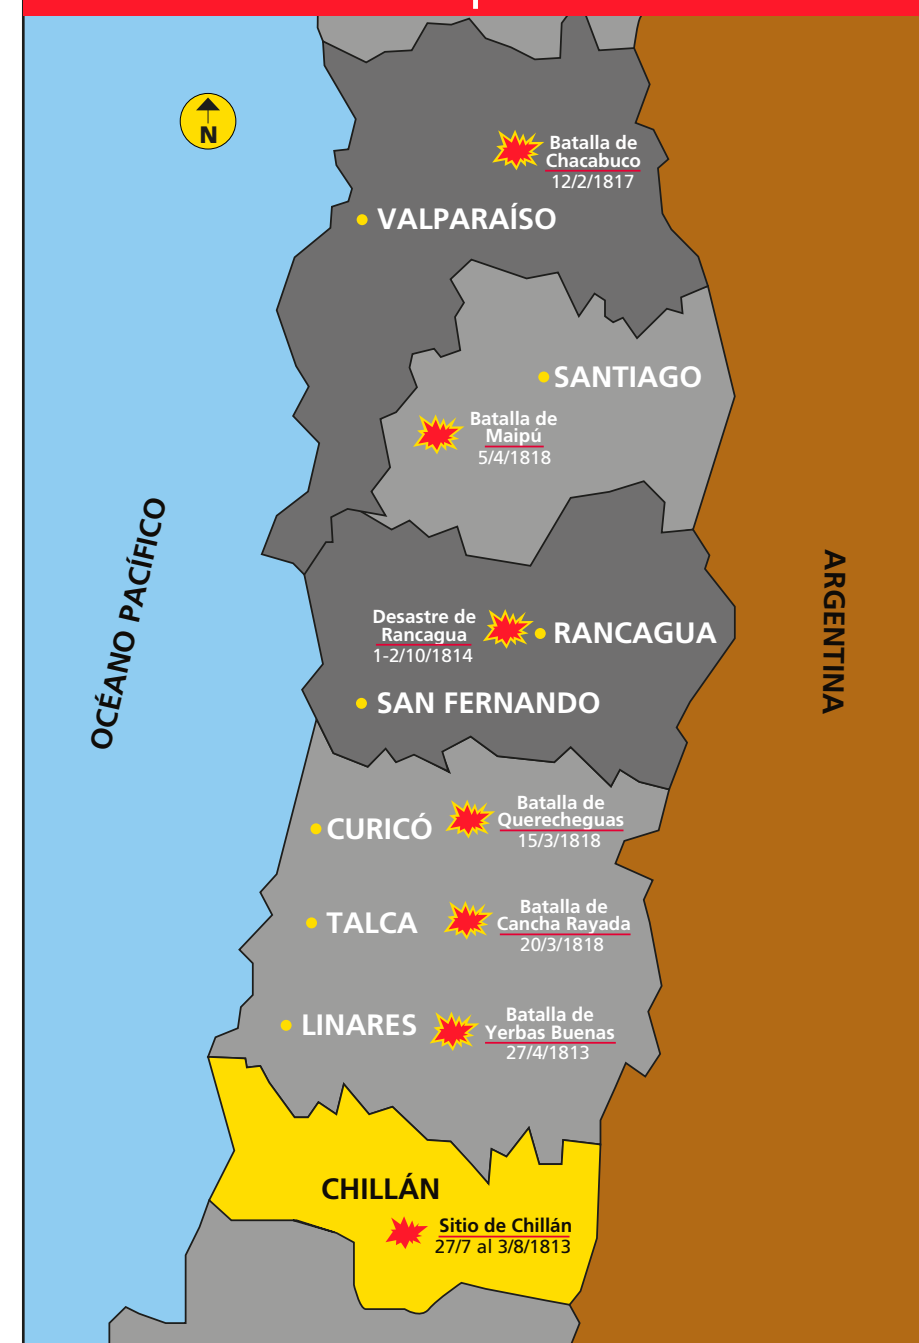 N
Batalla de
Chacabuco
12/2/1817
VALPARAÍSO
SANTIAGO
Batalla de
Maipú
5/4/1818
OCÉANO PACÍFICO
ARGENTINA
Desastre de
Rancagua
1-2/10/1814
RANCAGUA
SAN FERNANDO
Batalla de
Querecheguas
15/3/1818
CURICÓ
Batalla de
Cancha Rayada
20/3/1818
TALCA
Batalla de
Yerbas Buenas
27/4/1813
LINARES
CHILLÁN
Sitio de Chillán
27/7 al 3/8/1813